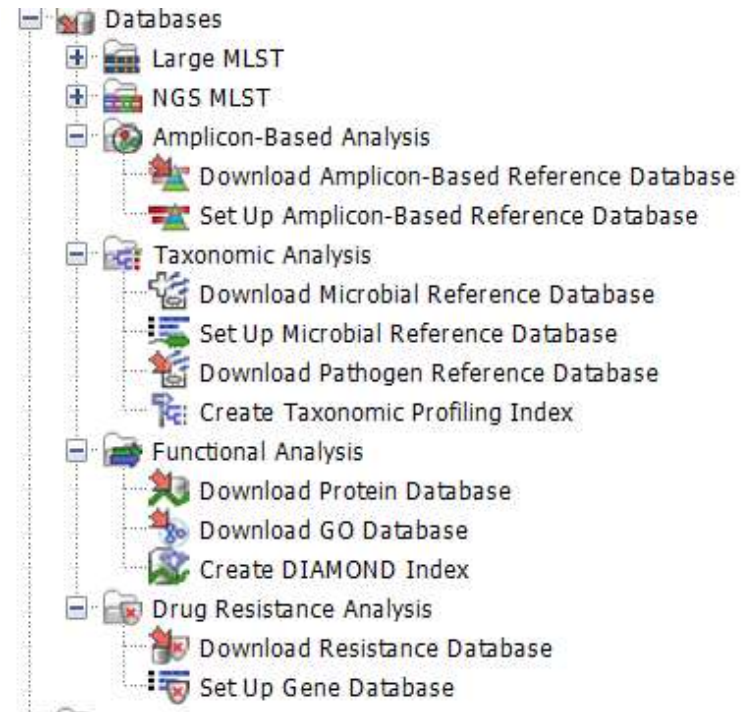 Databases
Large MLST
NGS MLST
Amplicon-Based Analysis
Download Amplicon-Based Reference Database
Set Up Amplicon-Based Reference Database
Taxonomic Analysis
Download Microbial Reference Database
Set Up Microbial Reference Database
Download Pathogen Reference Database
Create Taxonomic Profiling Index
Functional Analysis
Download Protein Database
Download GO Database
Create DIAMOND Index
Drug Resistance Analysis
Download Resistance Database
Set Up Gene Database